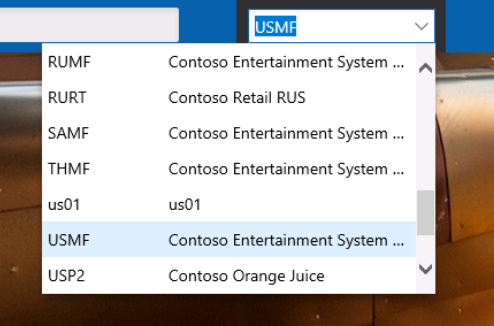 USMF
RUMF Contoso Entertainment System ...
RURT Contoso Retail RUS
SAMF Contoso Entertainment System ...
THMF Contoso Entertainment System ...
us01 us01
USMF Contoso Entertainment System ...
USP2 Contoso Orange Juice